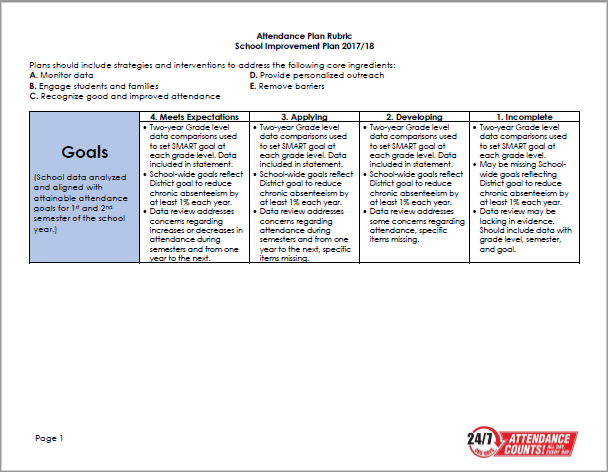 Attendance Plan Rubric
School Improvement Plan 2017/18
Plans should include strategies and interventions to address the following core ingredients:
A. Monitor data
D. Provide personalized outreach
B. Engage students and families
E. Remove barriers
C. Recognize good and improved attendance
Goals
(School data analyzed
and aligned with
attainable attendance
goals for 1st and 2nd
semester of the school
year.)
4. Meets Expectations
• Two-year Grade level
data comparisons used
to set SMART goal at
each grade level. Data
included in statement.
• School-wide goals reflect
District goal to reduce
chronic absenteeism by
at least 1% each year.
• Data review addresses
concerns regarding
increases or decreases in
attendance during
semesters and from one
year to the next.
3. Applying
• Two-year Grade level
data comparisons used
to set SMART goal at
each grade level. Data
included in statement.
• School-wide goals reflect
District goal to reduce
chronic absenteeism by
at least 1% each year.
• Data review addresses
concerns regarding
attendance during
semesters and from one
year to the next, specific
items missing.
2. Developing
• Two-year Grade level
data comparisons used
to set SMART goal at
each grade level. Data
included in statement.
• School-wide goals reflect
District goal to reduce
chronic absenteeism by
at least 1% each year.
• Data review addresses
some concerns regarding
attendance, specific
items missing.
1. Incomplete
• Two-year Grade level
data comparisons used
to set SMART goal at
each grade level.
• May be missing School-
wide goals reflecting
District goal to reduce
chronic absenteeism by
at least 1% each year.
• Data review may be
lacking in evidence.
Should include data with
grade level, semester,
and goal.
Page 1
24/7
ATTENDANCE
COUNTS! ALL DAY,
EVERY DAY